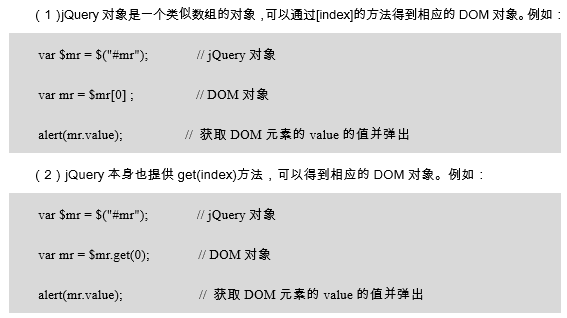 （1）jQuery 对象是一个类似数组的对象，可以通过[index]的方法得到相应的 DOM 对象。例如：
var $mr = $("#mr"); // jQuery 对象
var mr = $mr[0] ; // DOM 对象
alert(mr.value); // 获取 DOM 元素的 value 的值并弹出
（2）jQuery 本身也提供 get(index)方法，可以得到相应的 DOM 对象。例如：
var $mr = $("#mr"); // jQuery 对象
var mr = $mr.get(0); // DOM 对象
alert(mr.value); // 获取 DOM 元素的 value 的值并弹出